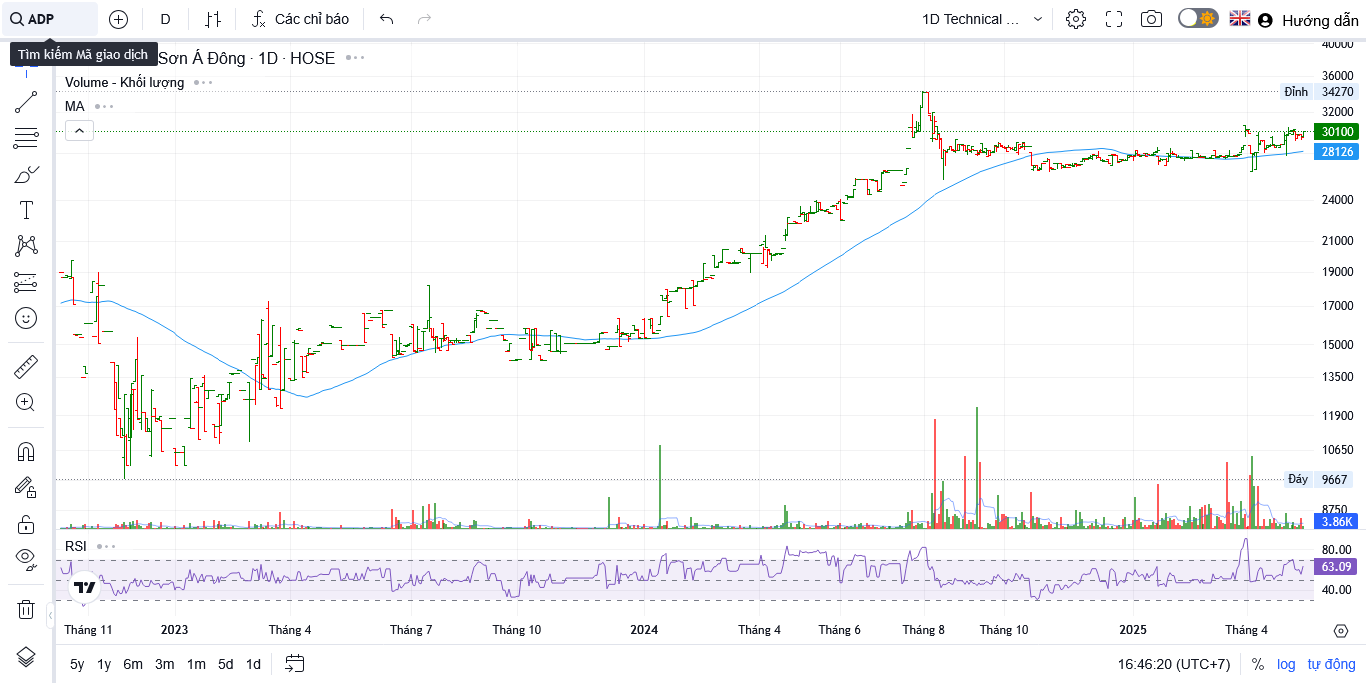 ADP
D
Các chỉ báo
1D Technical ...
Hướng dẫn
Tìm kiếm Mã giao dịch
Sơn Á Đông · 1D · HOSE
Volume - Khối lượng
MA
40000
36000
Đỉnh 34270
32000
30100
28126
24000
21000
19000
17000
15000
13500
11900
10650
Đáy 9667
8750
3.86K
RSI
80.00
63.09
40.00
Tháng 11 2023 Tháng 4 Tháng 7 Tháng 10 2024 Tháng 4 Tháng 6 Tháng 8 Tháng 10 2025 Tháng 4
5y 1y 6m 3m 1m 5d 1d
16:46:20 (UTC+7) % log tự động